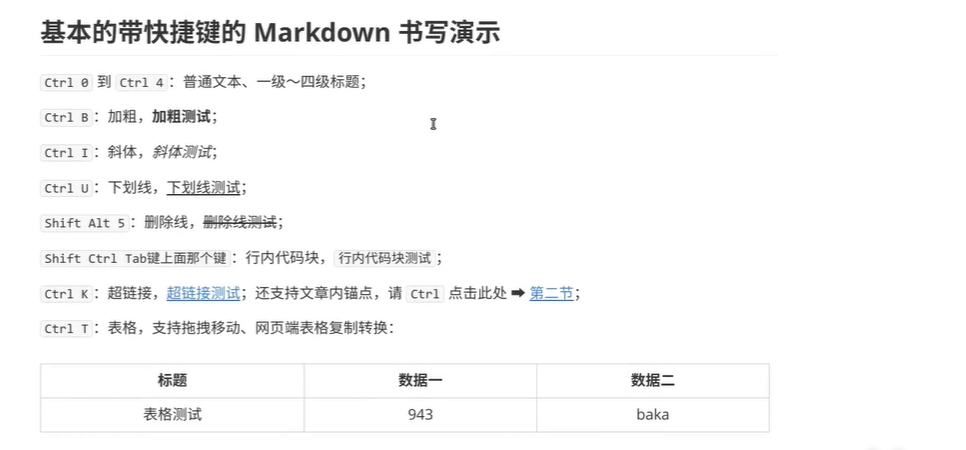 基本的带快捷键的 Markdown 书写演示
Ctrl 0 到 Ctrl 4：普通文本、一级～四级标题；
Ctrl B：加粗，加粗测试；
Ctrl I：斜体，斜体测试；
Ctrl U：下划线，下划线测试；
Shift Alt 5：删除线，删除线测试；
Shift Ctrl Tab键上面那个键：行内代码块，行内代码块测试；
Ctrl K：超链接，超链接测试；还支持文章内锚点，请 Ctrl 点击此处 ➡ 第二节；
Ctrl T：表格，支持拖拽移动、网页端表格复制转换：
标题 数据一 数据二
表格测试 943 baka